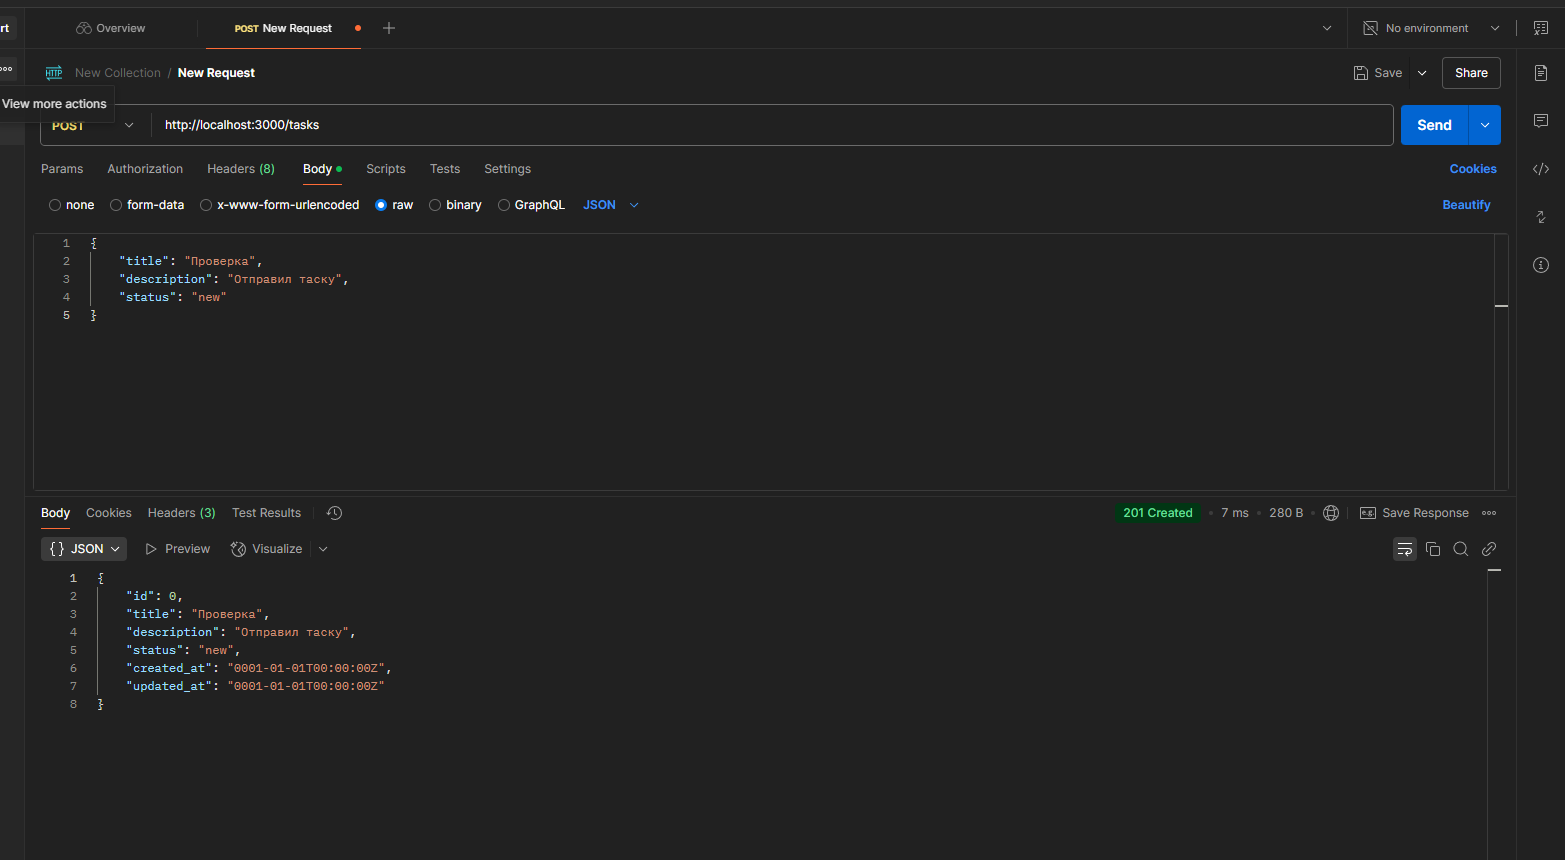 rt
Overview
POST New Request
No environment
New Collection / New Request
Save
Share
View more actions
POST
http://localhost:3000/tasks
Send
Params Authorization Headers (8) Body Scripts Tests Settings
Cookies
none form-data x-www-form-urlencoded raw binary GraphQL JSON
Beautify
1 {
2 "title": "Проверка",
3 "description": "Отправил таску",
4 "status": "new"
5 }
Body Cookies Headers (3) Test Results
201 Created • 7 ms • 280 B • e.g. Save Response
{} JSON Preview Visualize
1 {
2 "id": 0,
3 "title": "Проверка",
4 "description": "Отправил таску",
5 "status": "new",
6 "created_at": "0001-01-01T00:00:00Z",
7 "updated_at": "0001-01-01T00:00:00Z"
8 }